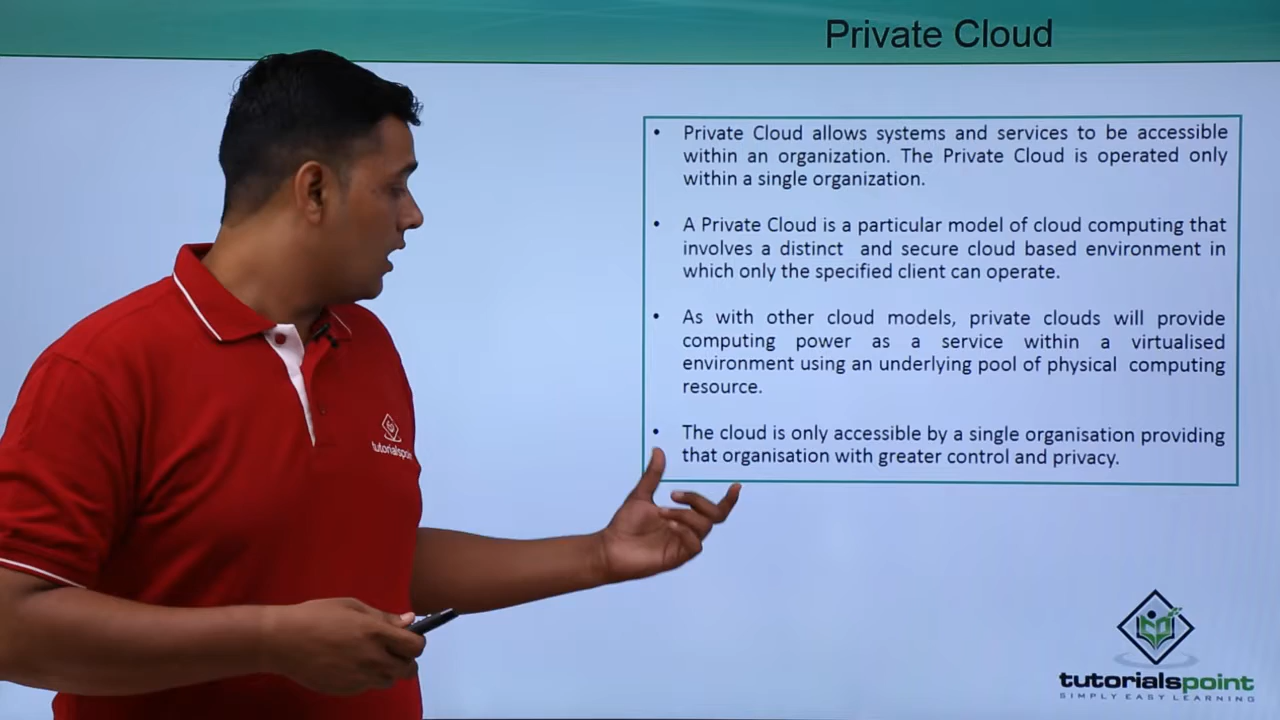 Private Cloud
• Private Cloud allows systems and services to be accessible
within an organization. The Private Cloud is operated only
within a single organization.
• A Private Cloud is a particular model of cloud computing that
involves a distinct and secure cloud based environment in
which only the specified client can operate.
• As with other cloud models, private clouds will provide
computing power as a service within a virtualised
environment using an underlying pool of physical computing
resource.
• The cloud is only accessible by a single organisation providing
that organisation with greater control and privacy.
tutorialspoint
tutorialspoint
SIMPLY EASY LEARNING